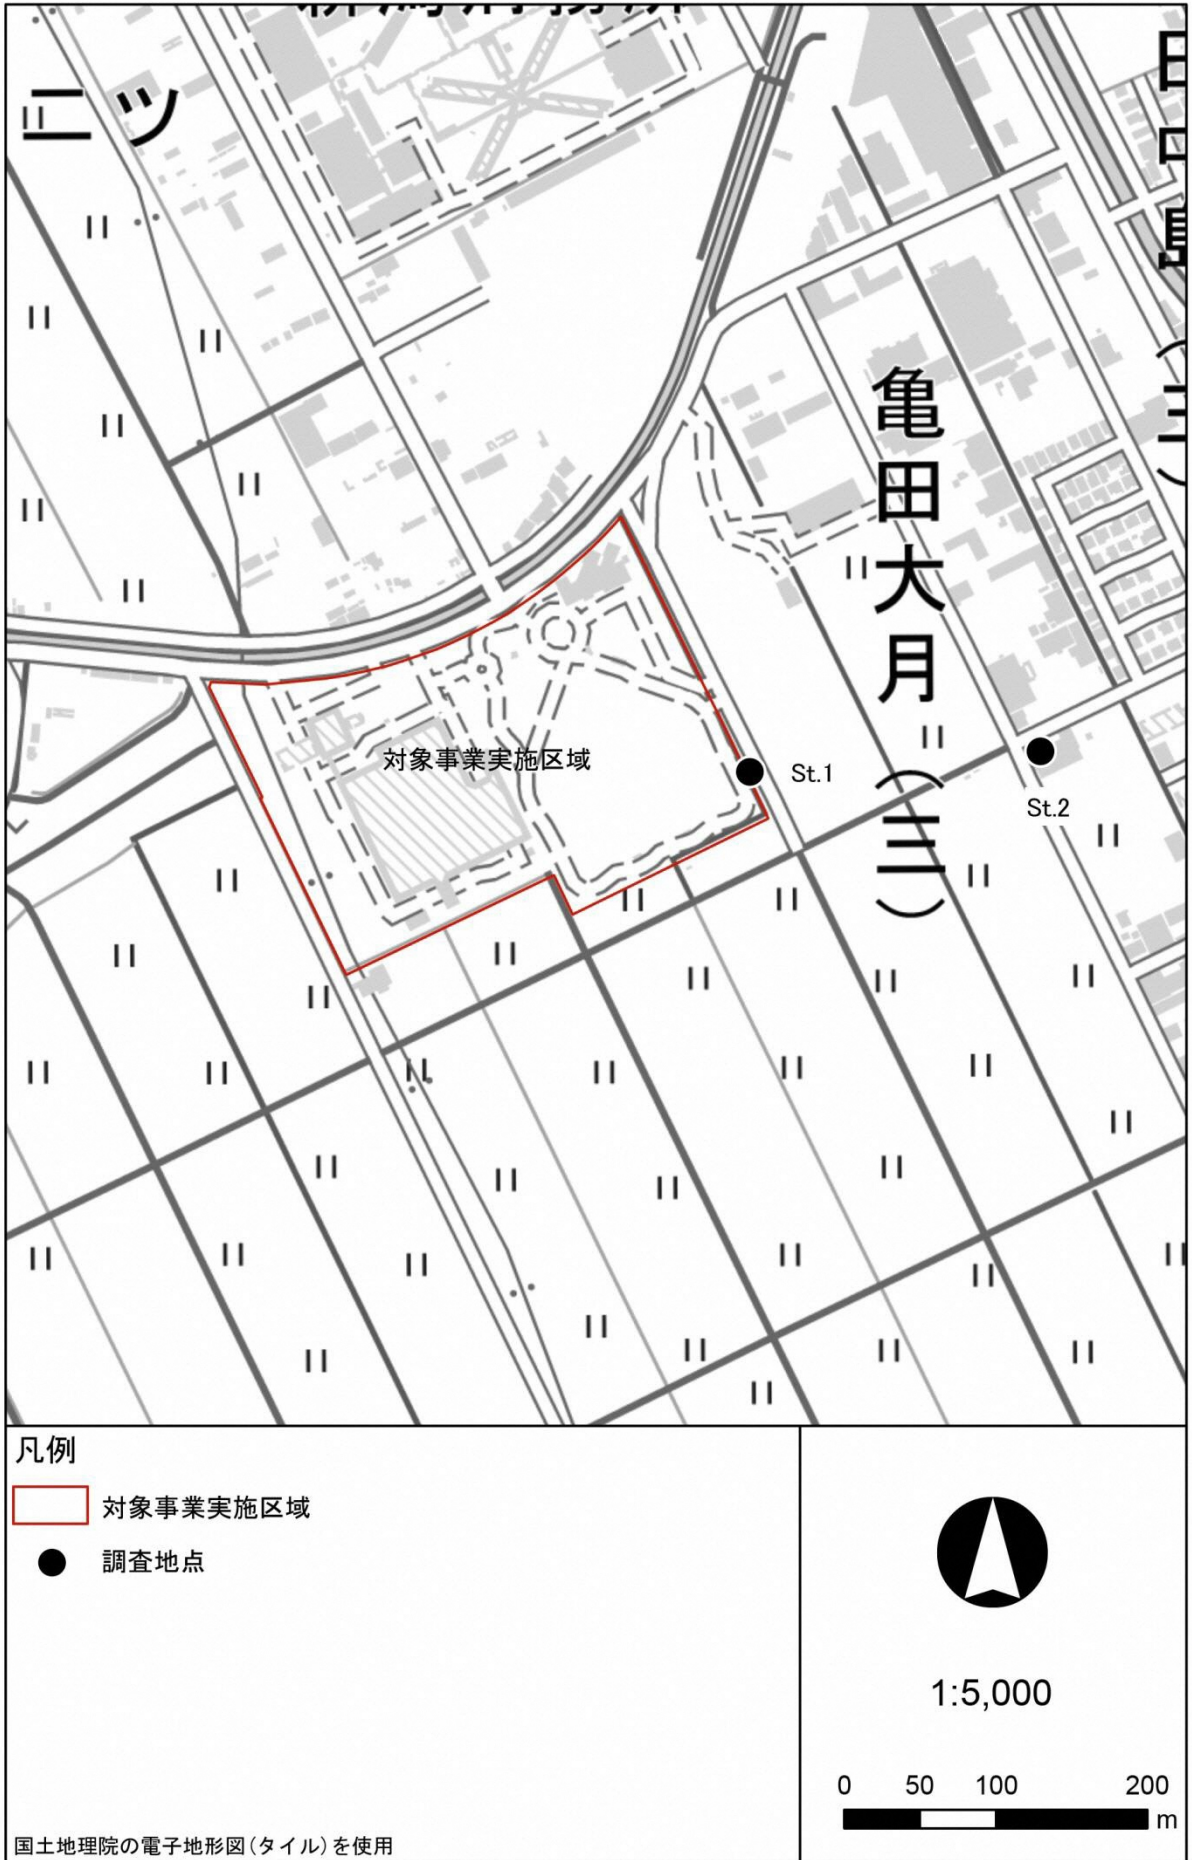 二ツ
亀田大月(三)
対象事業実施区域
St.1
St.2
凡例
対象事業実施区域
調査地点
1:5,000
0 50 100 200
m
国土地理院の電子地形図(タイル)を使用